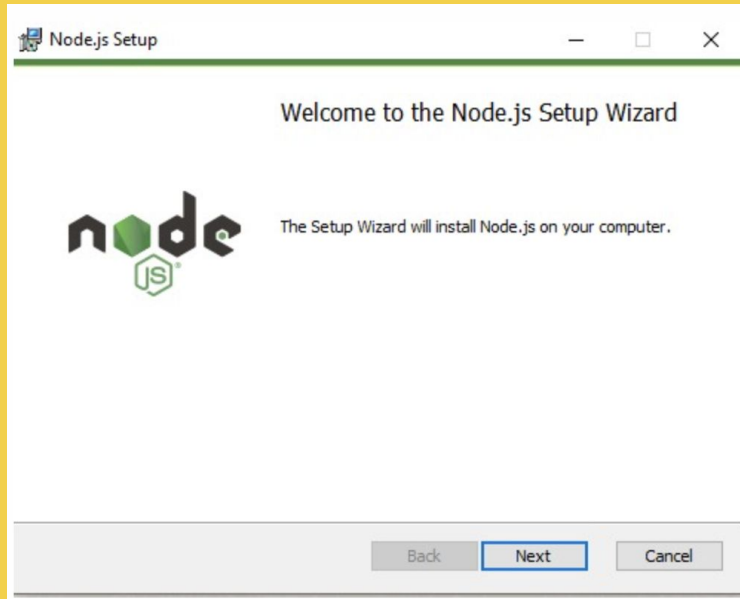 Node.js Setup
Welcome to the Node.js Setup Wizard
node
JS
The Setup Wizard will install Node.js on your computer.
Back
Next
Cancel